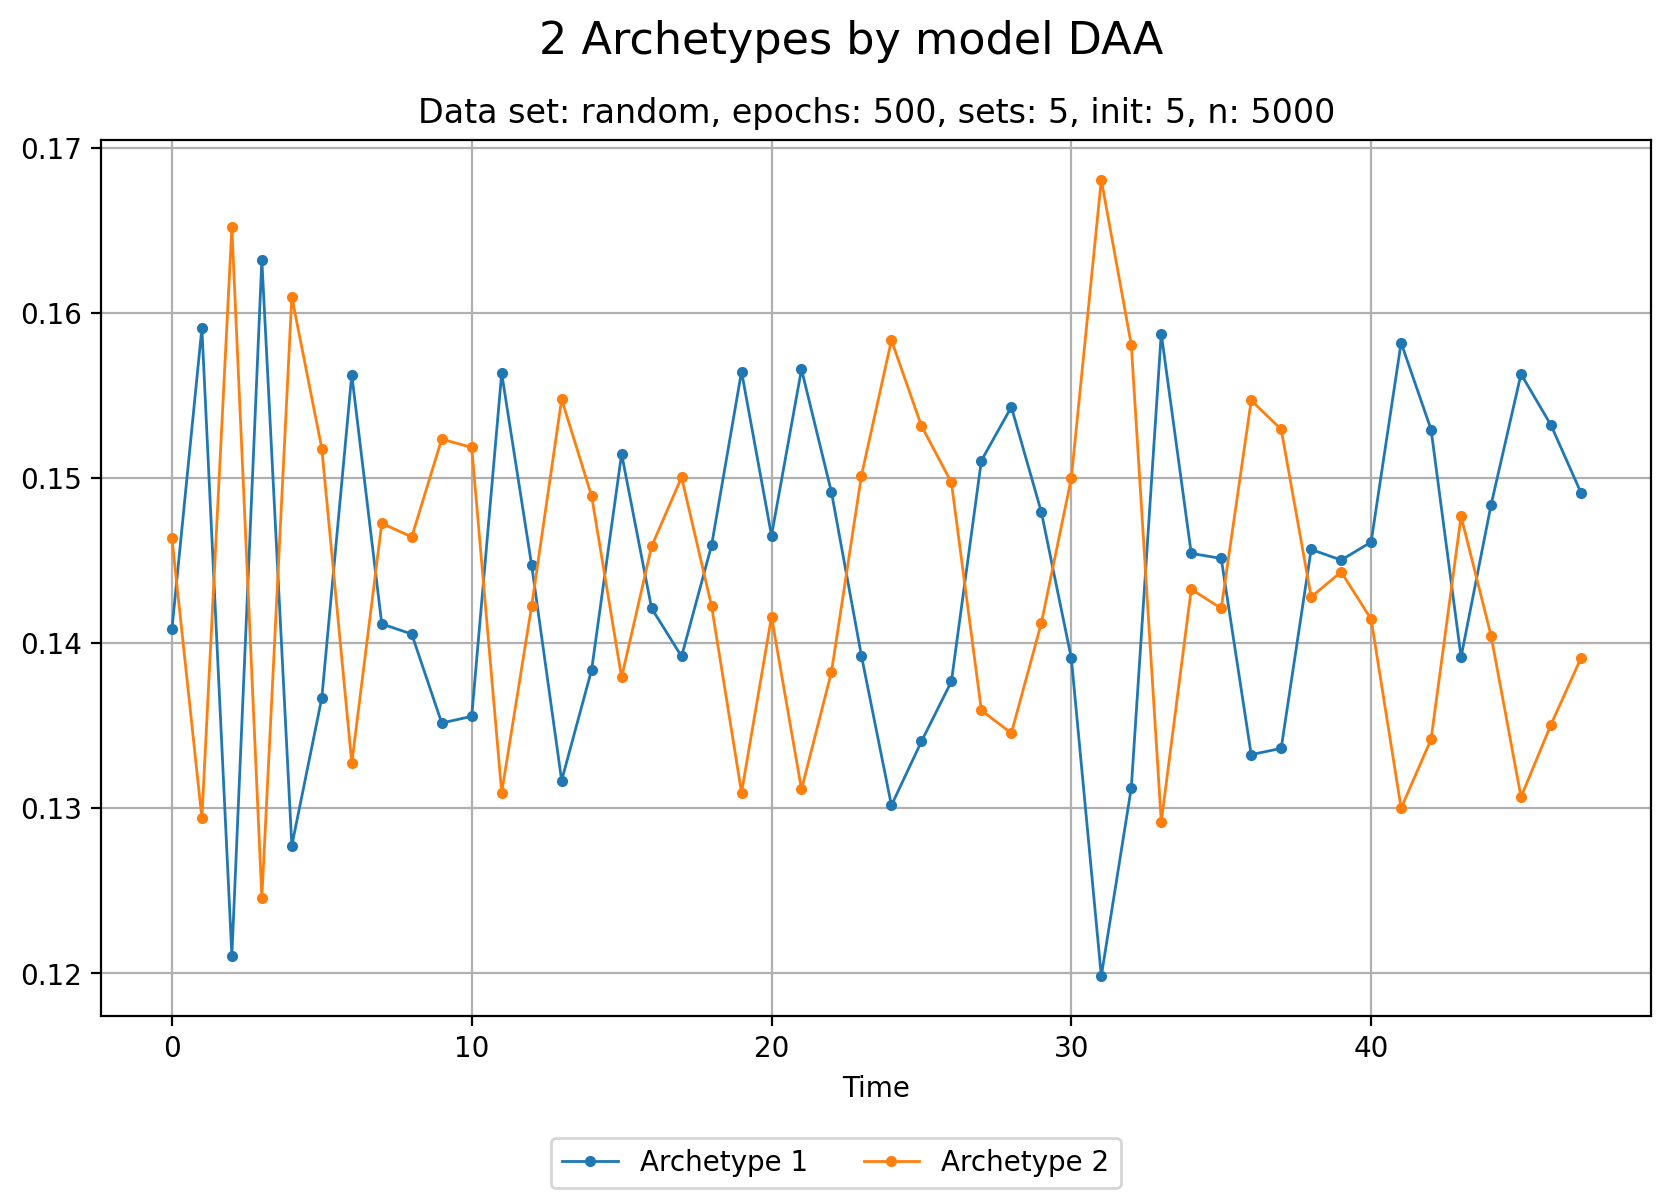 2 Archetypes by model DAA
Data set: random, epochs: 500, sets: 5, init: 5, n: 5000
0.17
0.16
0.15
0.14
0.13
0.12
0 10 20 30 40
Time
Archetype 1 Archetype 2